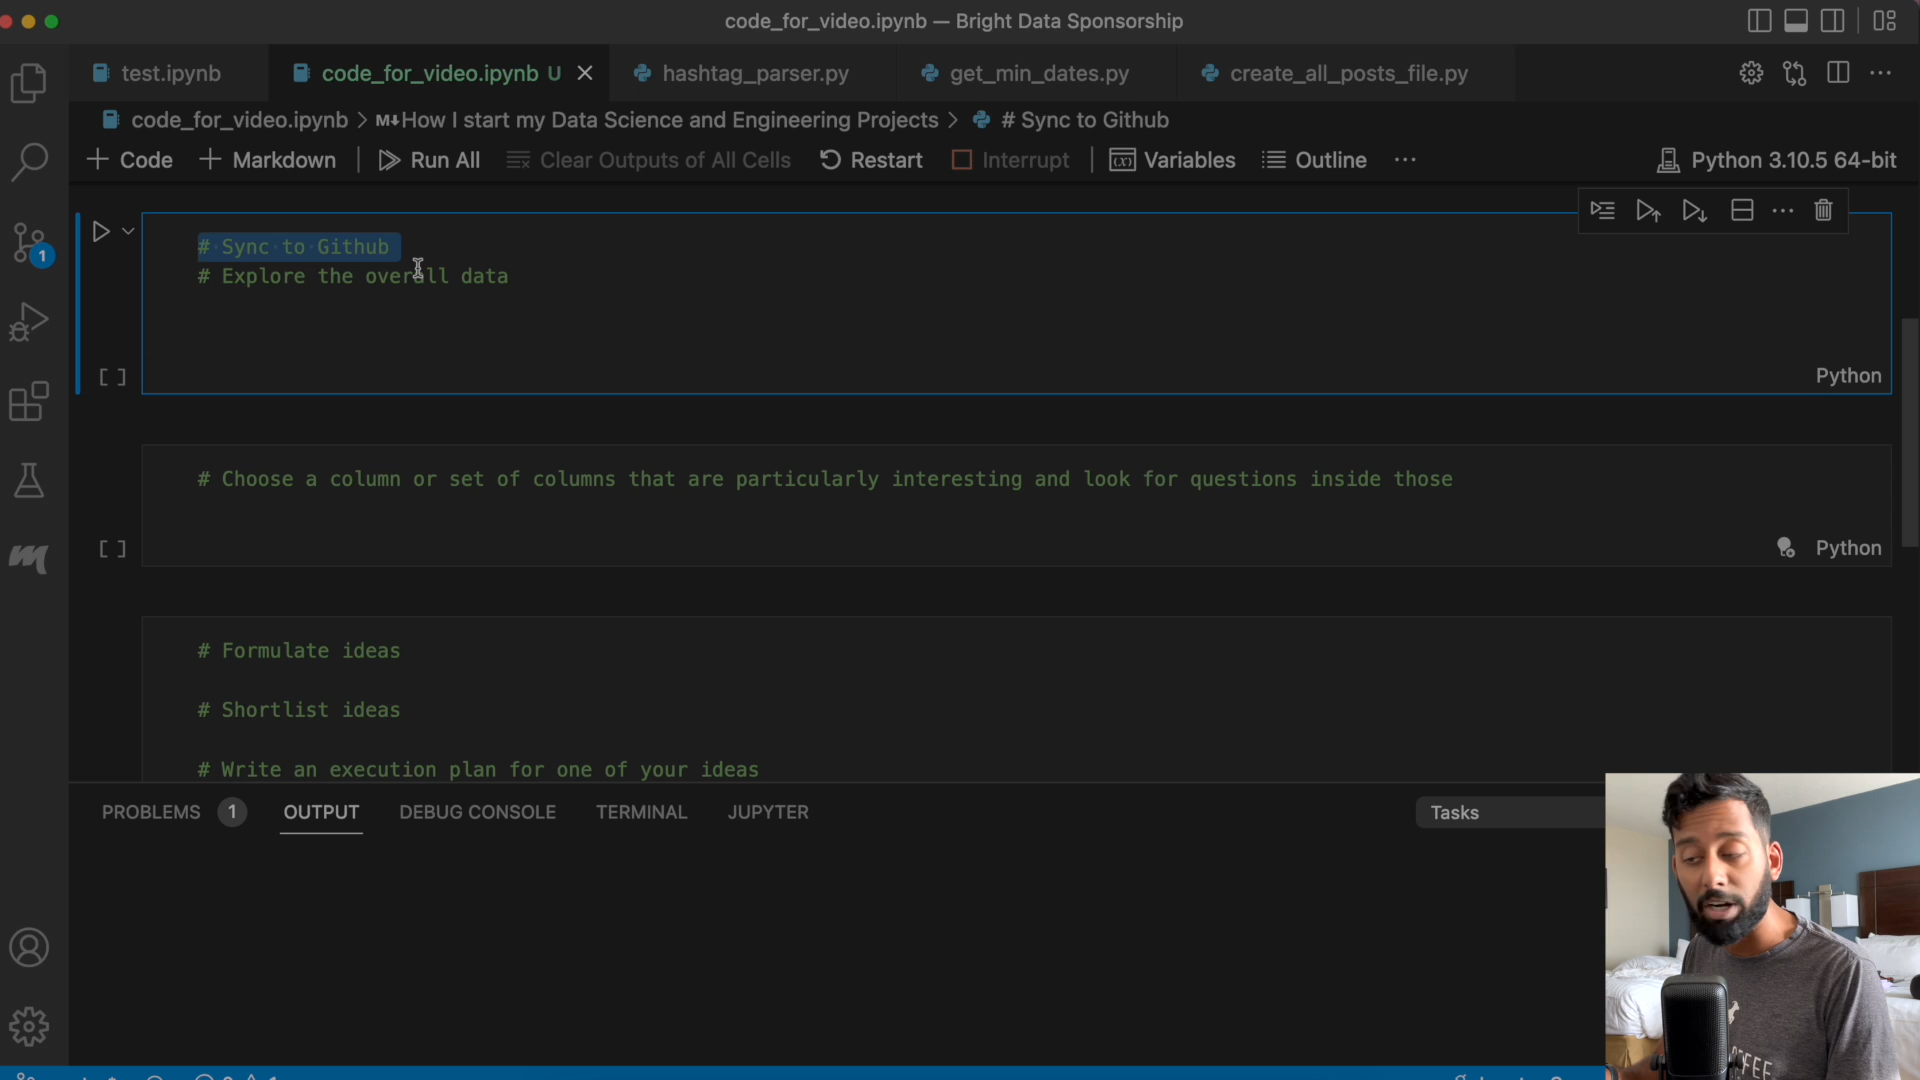 code_for_video.ipynb — Bright Data Sponsorship
test.ipynb
code_for_video.ipynb U
hashtag_parser.py
get_min_dates.py
create_all_posts_file.py
code_for_video.ipynb > M↓How I start my Data Science and Engineering Projects > # Sync to Github
+ Code + Markdown | Run All Clear Outputs of All Cells Restart Interrupt | Variables Outline ...
Python 3.10.5 64-bit
1
# Sync to Github
# Explore the overall data
[ ]
Python
# Choose a column or set of columns that are particularly interesting and look for questions inside those
[ ]
Python
# Formulate ideas
# Shortlist ideas
# Write an execution plan for one of your ideas
PROBLEMS 1 OUTPUT DEBUG CONSOLE TERMINAL JUPYTER
Tasks